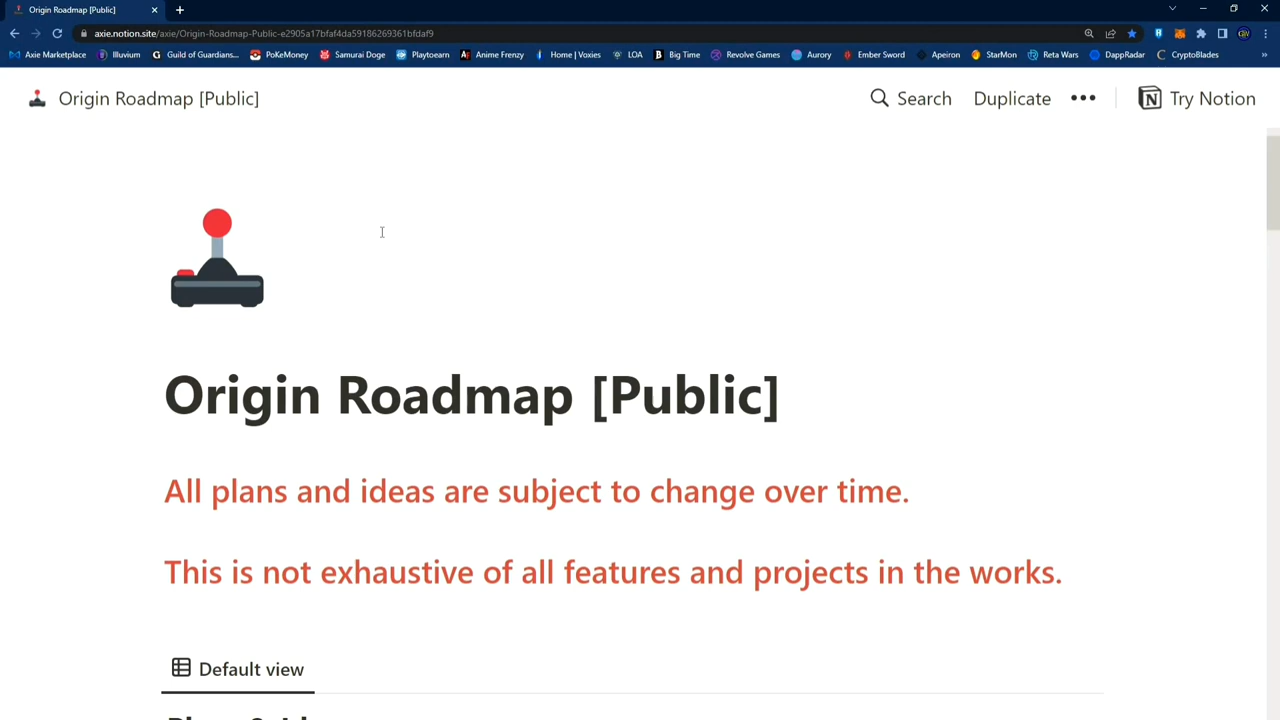 Origin Roadmap [Public]
axie.notion.site/axie/Origin-Roadmap-Public-e2905a17bfaf4da59186269361bfdaf9
Axie Marketplace Illuvium Guild of Guardians... PoKeMoney Samurai Doge Playtoearn Anime Frenzy Home | Voxies LOA Big Time Revolve Games Aurory Ember Sword Apeiron StarMon Reta Wars DappRadar CryptoBlades »
Origin Roadmap [Public] Search Duplicate ••• Try Notion
Origin Roadmap [Public]
All plans and ideas are subject to change over time.
This is not exhaustive of all features and projects in the works.
Default view